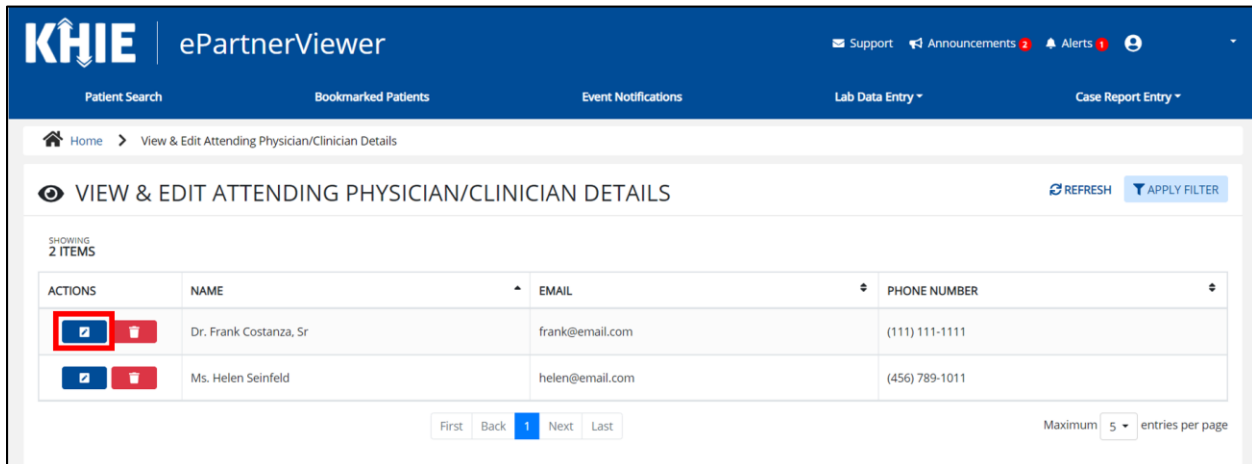 KHIE ePartnerViewer Support Announcements 2 Alerts 1
Patient Search Bookmarked Patients Event Notifications Lab Data Entry Case Report Entry
Home > View & Edit Attending Physician/Clinician Details
VIEW & EDIT ATTENDING PHYSICIAN/CLINICIAN DETAILS REFRESH APPLY FILTER
SHOWING
2 ITEMS
ACTIONS NAME EMAIL PHONE NUMBER
Dr. Frank Costanza, Sr frank@email.com (111) 111-1111
Ms. Helen Seinfeld helen@email.com (456) 789-1011
First Back 1 Next Last Maximum 5 entries per page